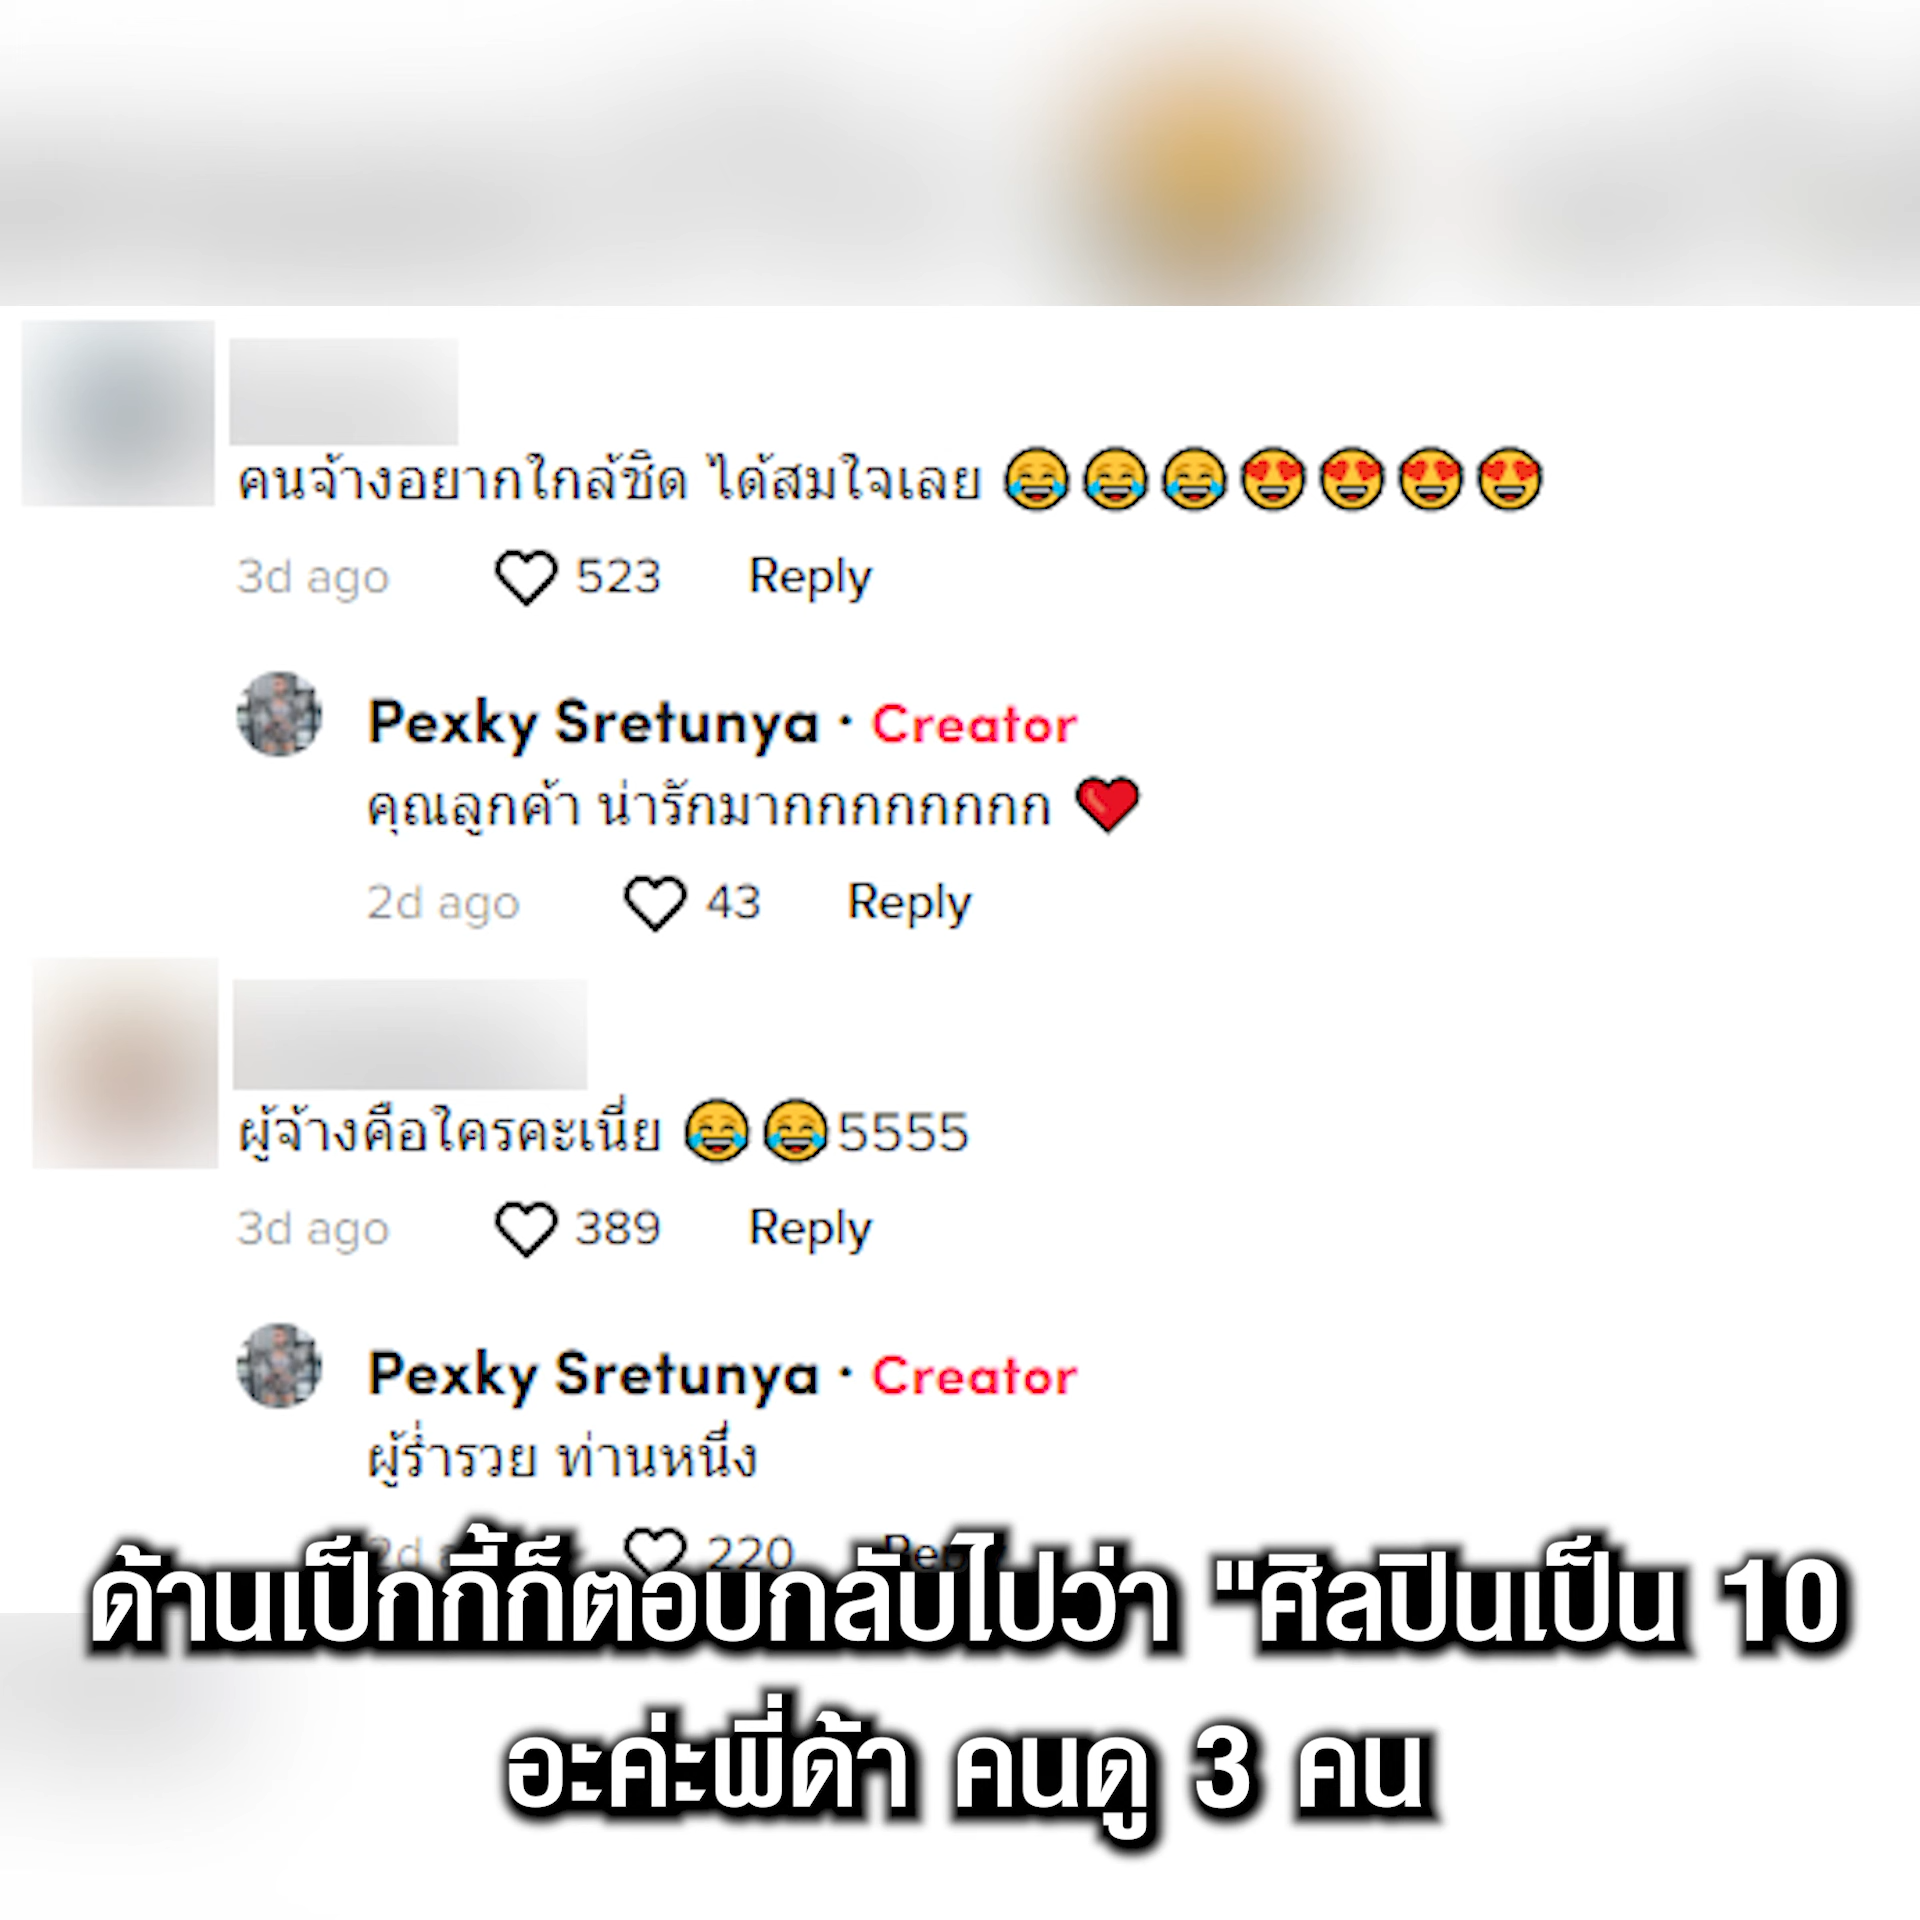 คนจ้างอยากใกล้ชิด ได้สมใจเลย 😂😂😂😍😍😍😍
3d ago 523 Reply
Pexky Sretunya · Creator
คุณลูกค้า น่ารักมากกกกกกกก ❤️
2d ago 43 Reply
ผู้จ้างคือใครคะเนี่ย 😂😂5555
3d ago 389 Reply
Pexky Sretunya · Creator
ผู้ร่ำรวย ท่านหนึ่ง
220
ด้านเป็กกี้ก็ตอบกลับไปว่า "ศิลปินเป็น 10
อะค่ะพี่ด้า คนดู 3 คน